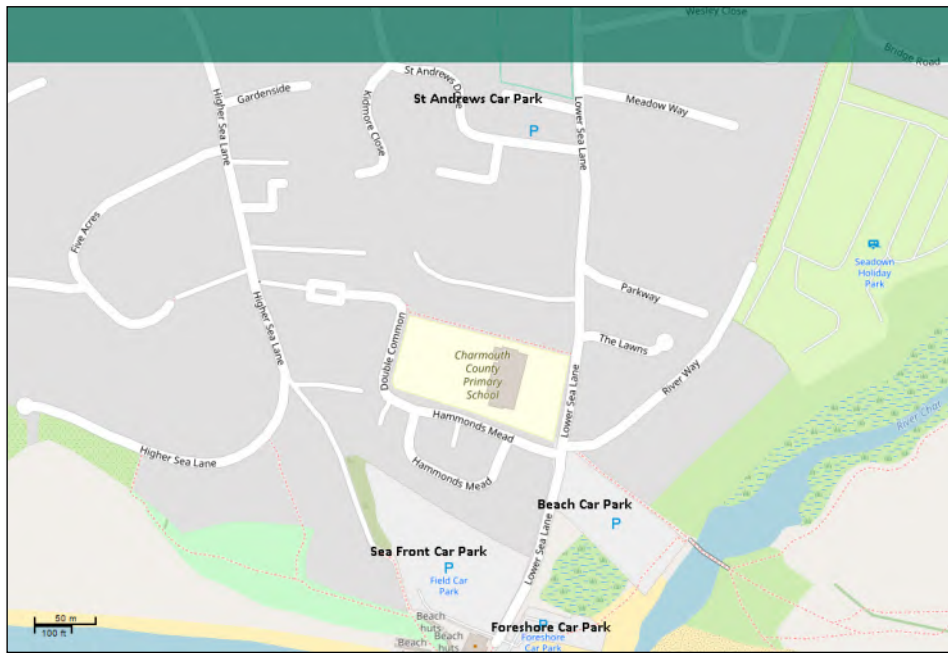 Wesley Close
Bridge Road
St Andrews Drive
St Andrews Car Park
P
Higher Sea Lane
Gardenside
Kidmore Close
Lower Sea Lane
Meadow Way
Five Acres
Seadown
Holiday
Park
Parkway
Higher Sea Lane
Double Common
Charmouth
County
Primary
School
The Lawns
River Way
Lower Sea Lane
River Char
Hammonds Mead
Higher Sea Lane
Hammonds Mead
Beach Car Park
P
Sea Front Car Park
P
Field Car
Park
Lower Sea Lane
50 m
100 ft
Beach
huts
Beach
Beach
huts
Foreshore Car Park
P
Foreshore
Car Park